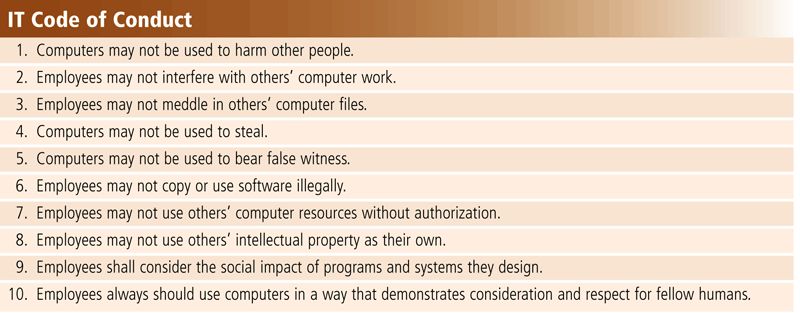 IT Code of Conduct
1. Computers may not be used to harm other people.
2. Employees may not interfere with others’ computer work.
3. Employees may not meddle in others’ computer files.
4. Computers may not be used to steal.
5. Computers may not be used to bear false witness.
6. Employees may not copy or use software illegally.
7. Employees may not use others’ computer resources without authorization.
8. Employees may not use others’ intellectual property as their own.
9. Employees shall consider the social impact of programs and systems they design.
10. Employees always should use computers in a way that demonstrates consideration and respect for fellow humans.